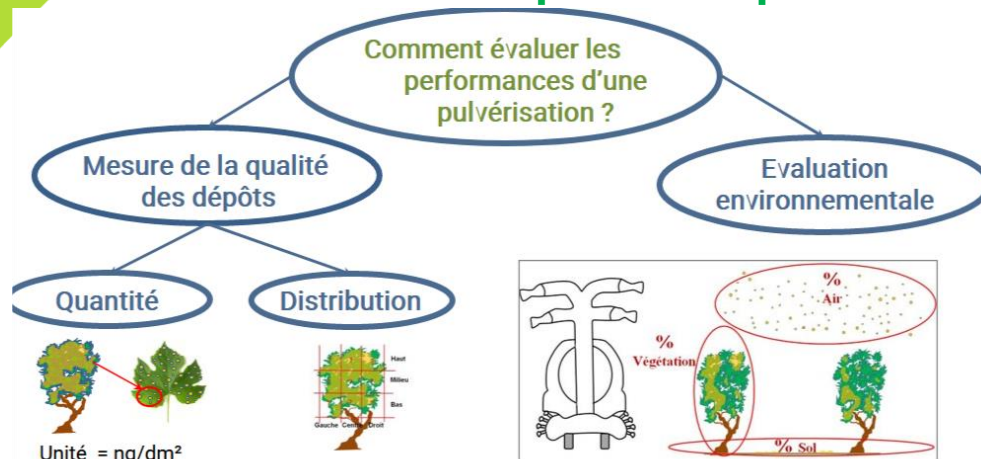 Comment évaluer les
performances d'une
pulvérisation ?
Mesure de la qualité
des dépôts
Evaluation
environnementale
Quantité
Distribution
Haut
Milieu
Bas
Gauche Centre Droit
Unité = ng/dm²
%
Air
%
Végétation
% Sol